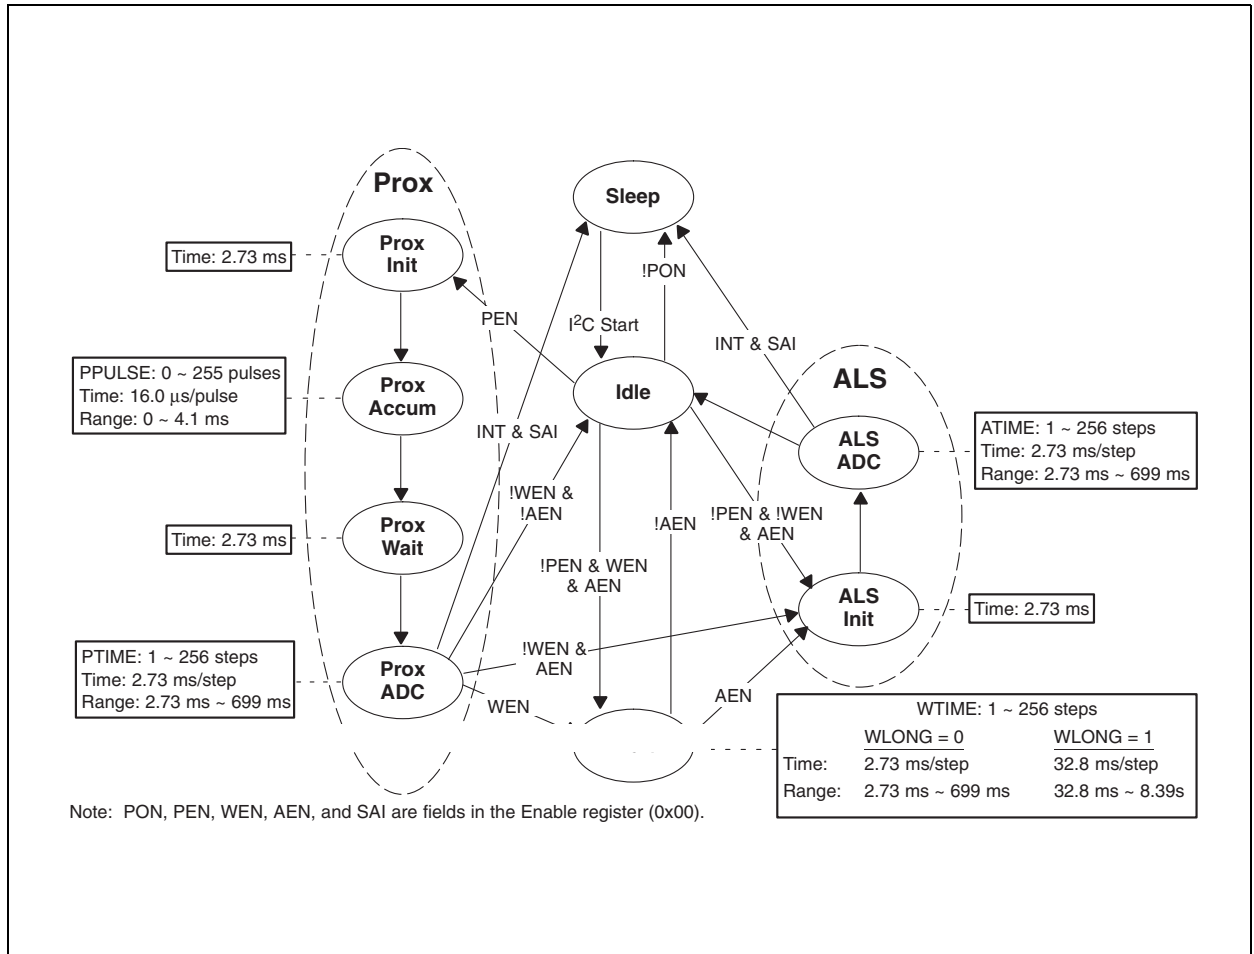 Prox
Sleep
Prox
Init
Time: 2.73 ms
!PON
PEN
I²C Start
INT & SAI
PPULSE: 0 ~ 255 pulses
Time: 16.0 μs/pulse
Range: 0 ~ 4.1 ms
Prox
Accum
Idle
ALS
INT & SAI
ALS
ADC
ATIME: 1 ~ 256 steps
Time: 2.73 ms/step
Range: 2.73 ms ~ 699 ms
!WEN &
!AEN
!AEN
!PEN & !WEN
& AEN
Prox
Wait
Time: 2.73 ms
!PEN & WEN
& AEN
ALS
Init
Time: 2.73 ms
PTIME: 1 ~ 256 steps
Time: 2.73 ms/step
Range: 2.73 ms ~ 699 ms
Prox
ADC
!WEN &
AEN
WEN
AEN
WTIME: 1 ~ 256 steps
WLONG = 0 WLONG = 1
Time: 2.73 ms/step 32.8 ms/step
Range: 2.73 ms ~ 699 ms 32.8 ms ~ 8.39s
Note: PON, PEN, WEN, AEN, and SAI are fields in the Enable register (0x00).